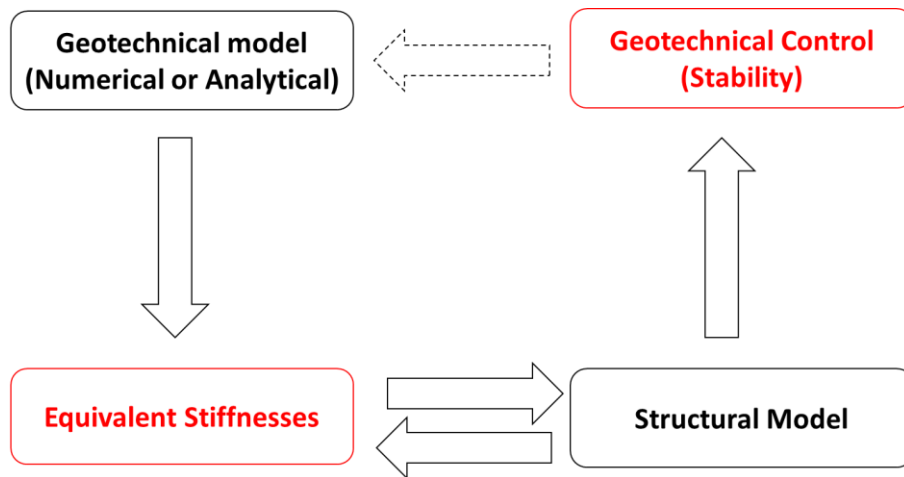 Geotechnical model
(Numerical or Analytical)
Geotechnical Control
(Stability)
Equivalent Stiffnesses
Structural Model